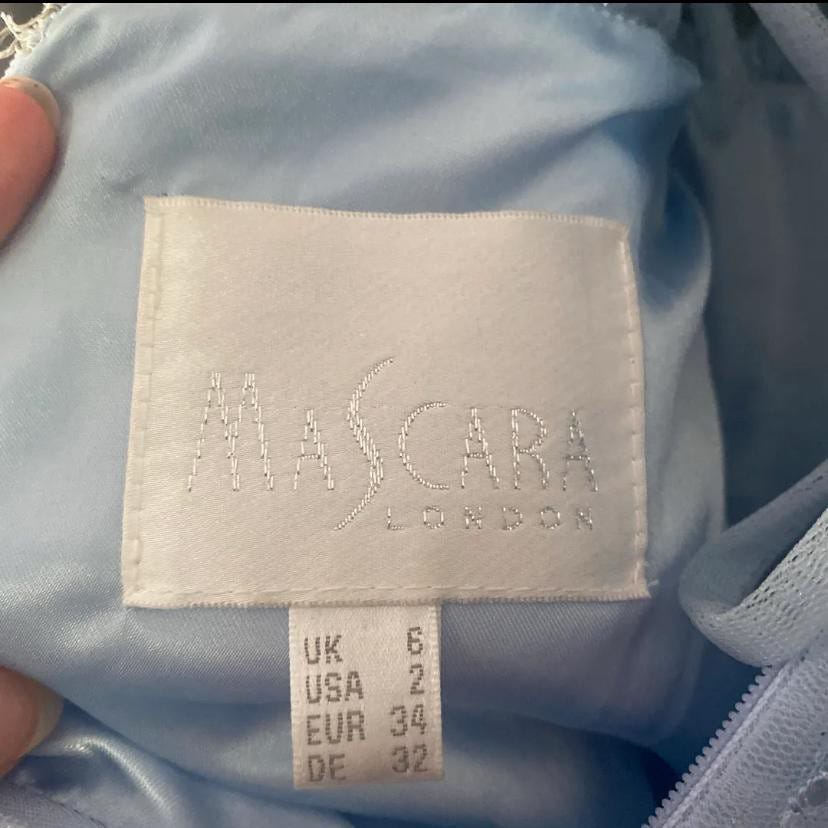 MASCARA
LONDON
UK 6
USA 2
EUR 34
DE 32